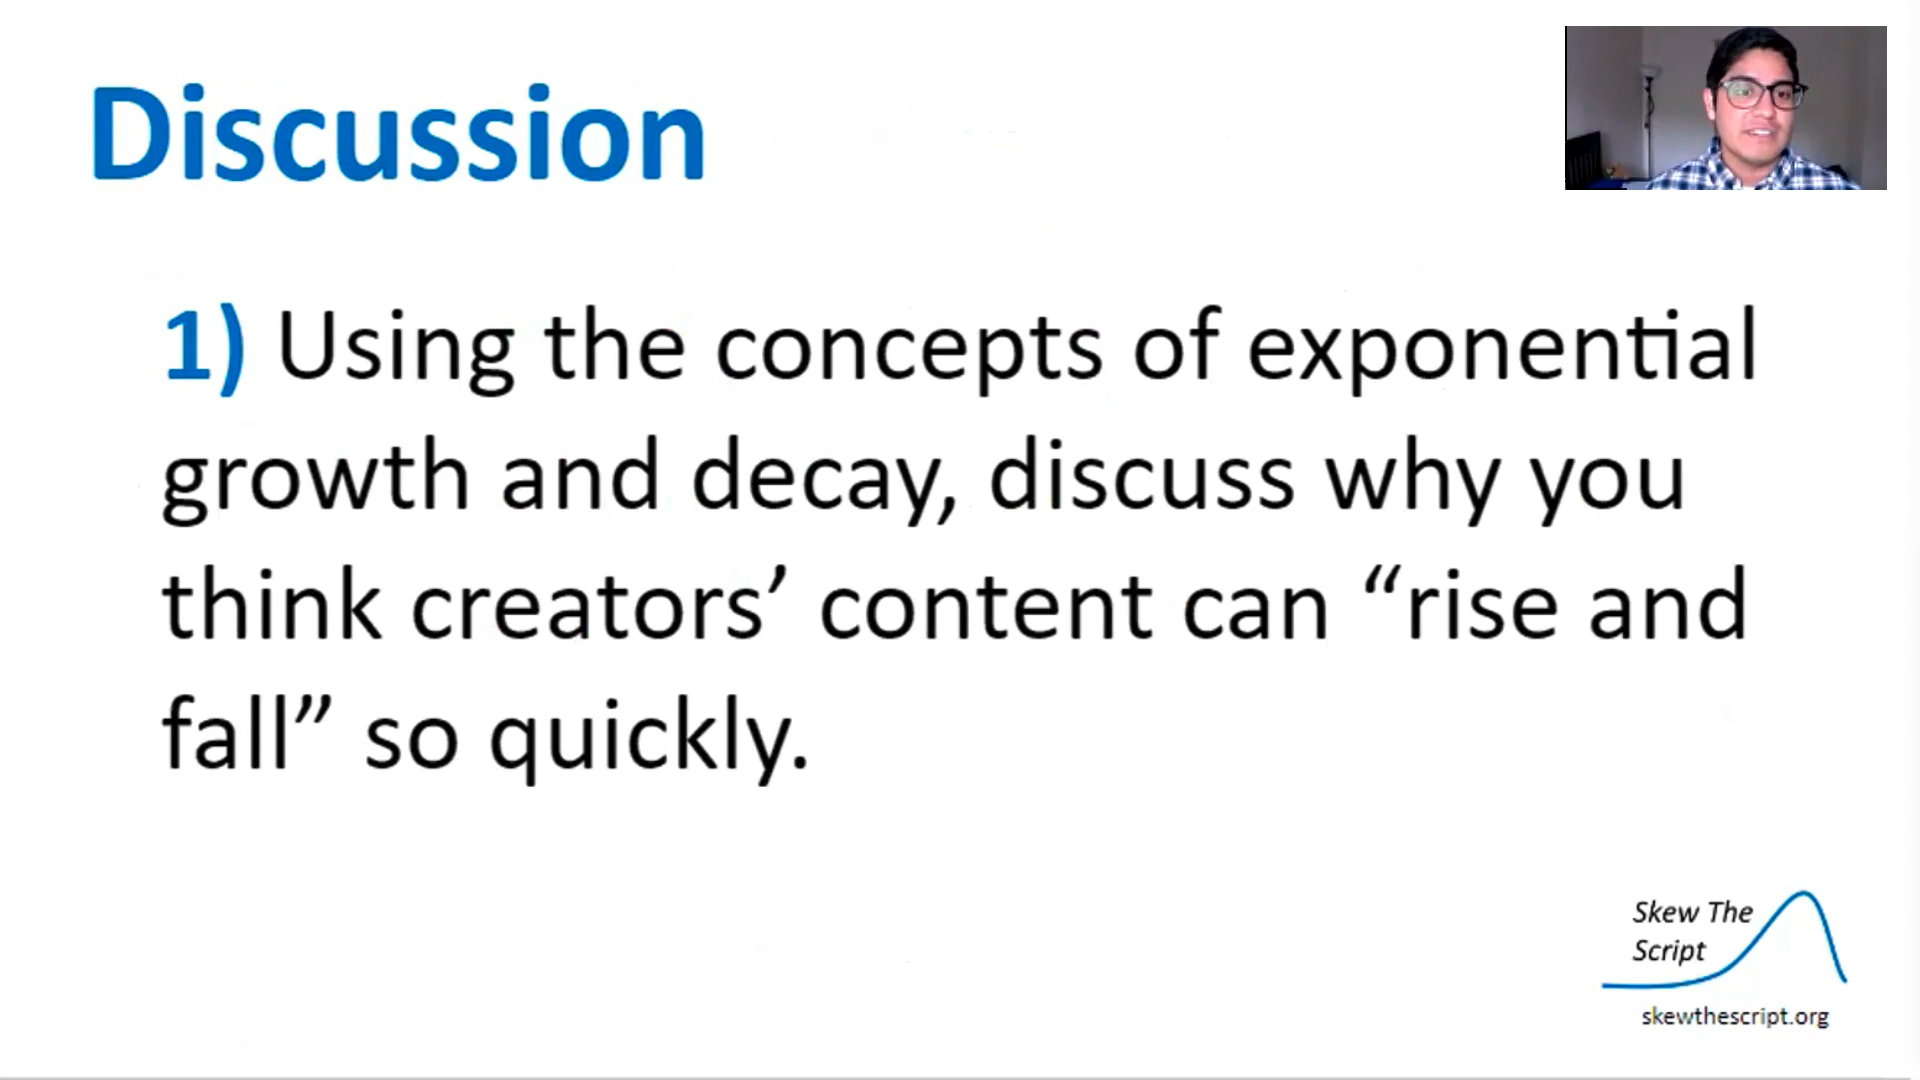 Discussion
1) Using the concepts of exponential
growth and decay, discuss why you
think creators’ content can “rise and
fall” so quickly.
Skew The
Script
skewthescript.org